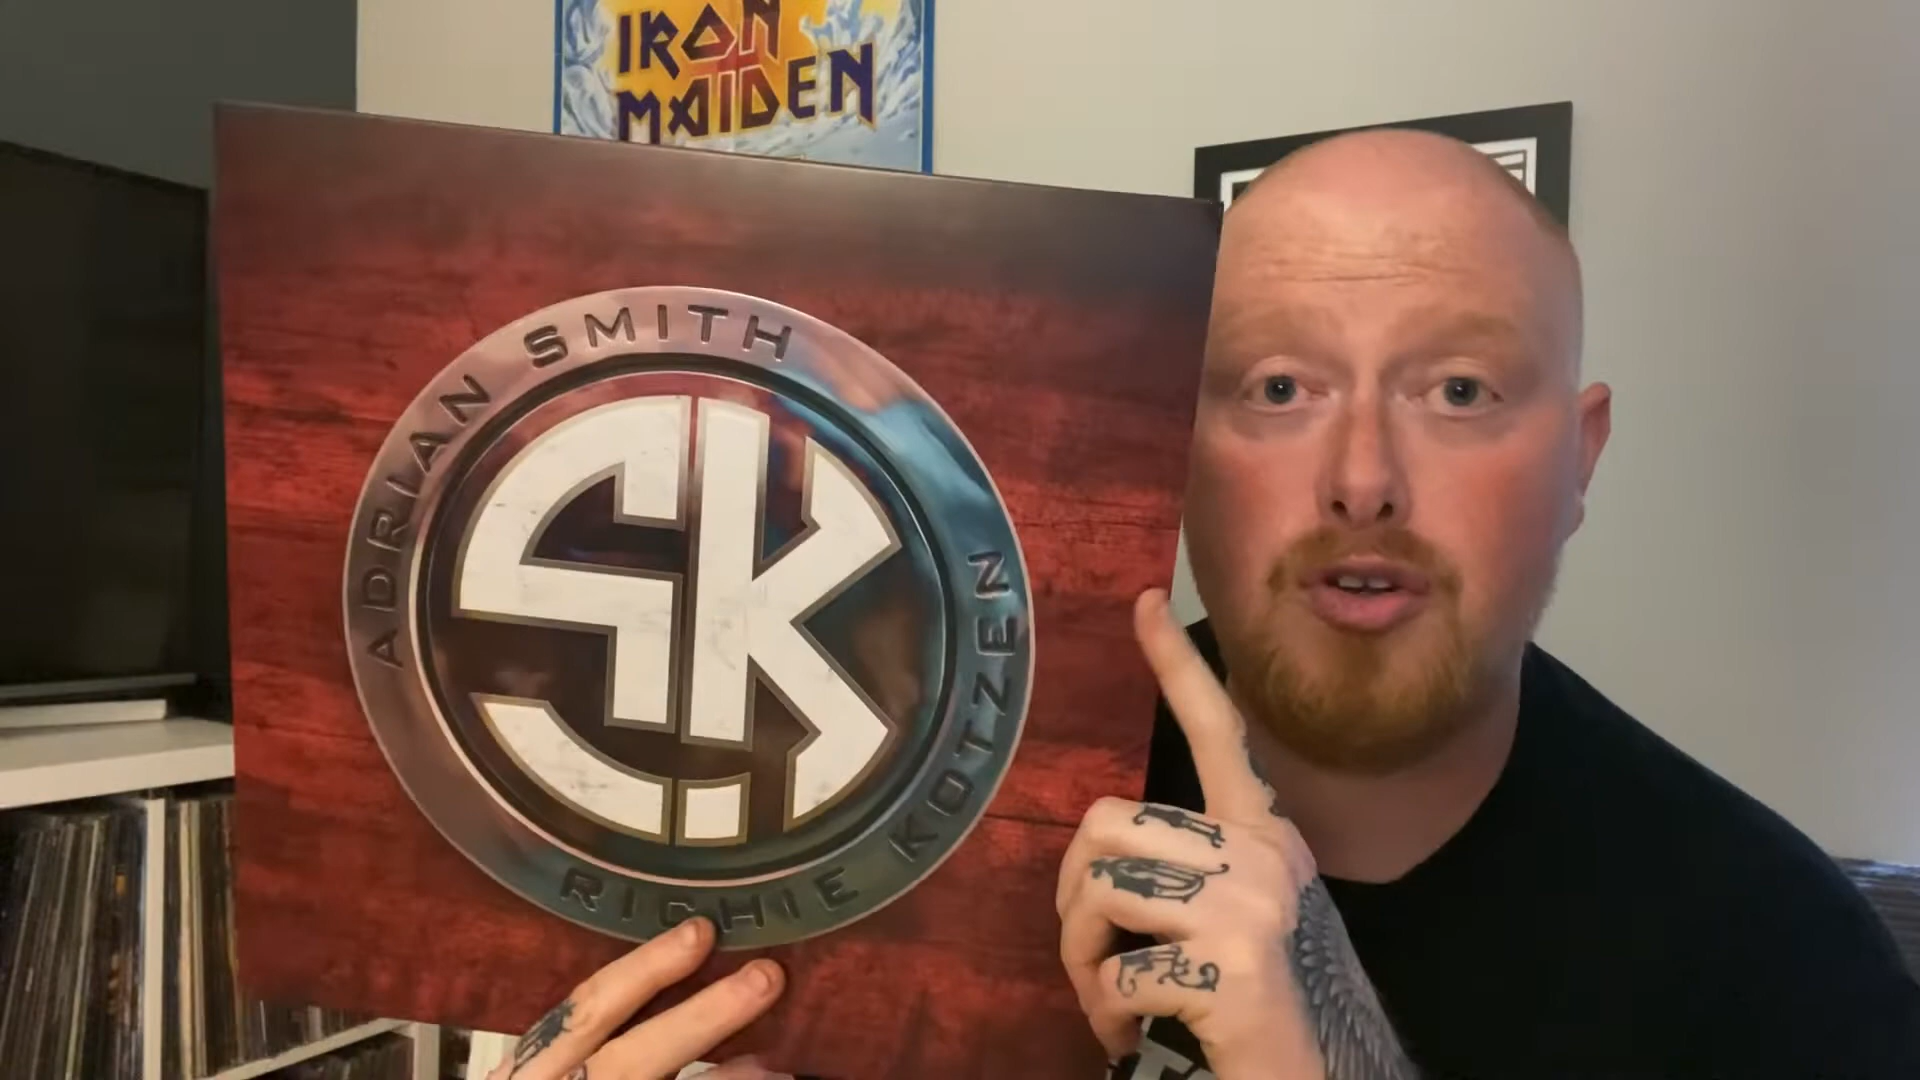 IRON
MAIDEN
ADRIAN SMITH
SK
RICHIE KOTZEN